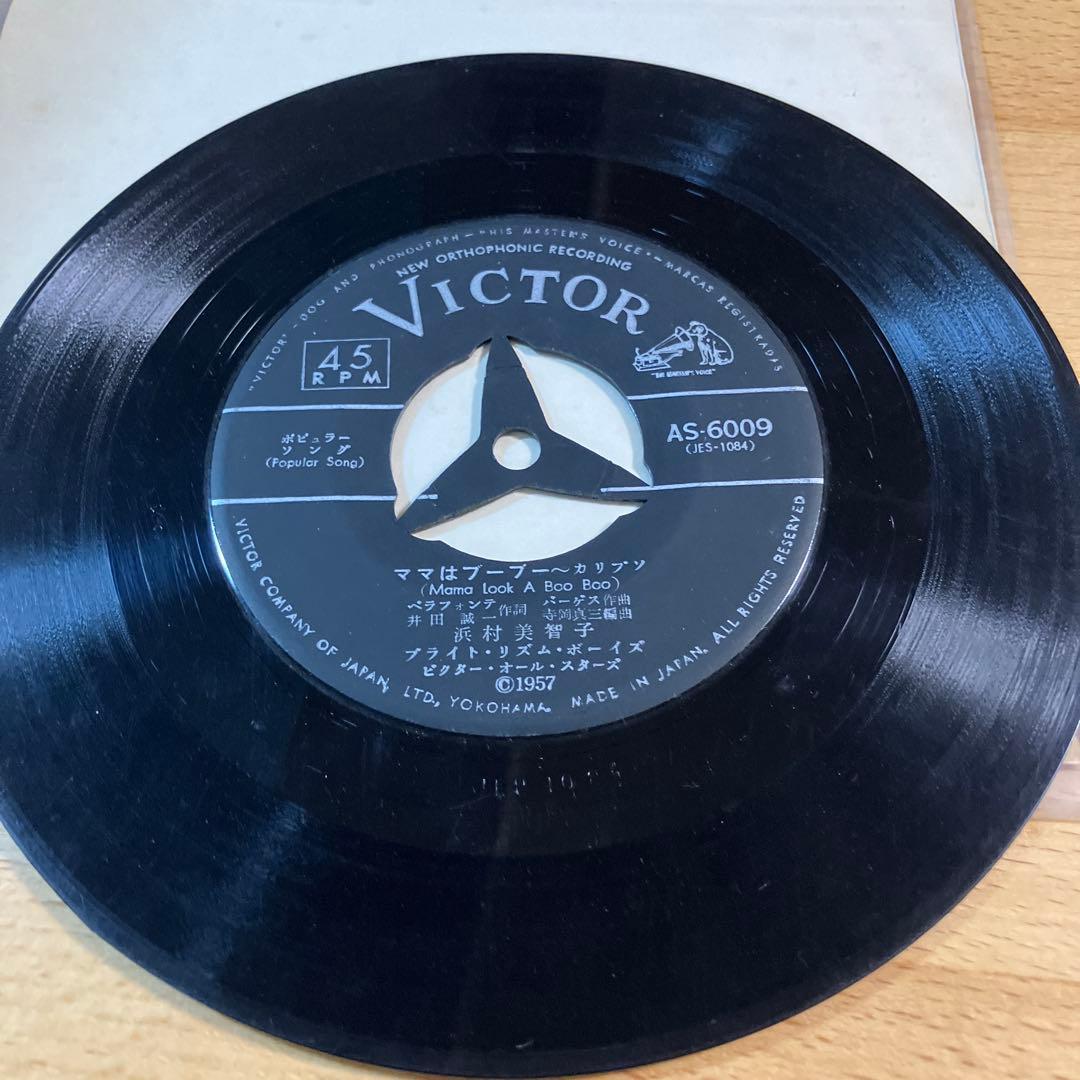 "VICTOR" - DOG AND PHONOGRAPH - "HIS MASTER'S VOICE" - MARCAS REGISTRADAS
NEW ORTHOPHONIC RECORDING
VICTOR
"HIS MASTER'S VOICE"
45
RPM
ポピュラー
ソング
(Popular Song)
AS-6009
(JES-1084)
ママはブーブー〜カリプソ
(Mama Look A Boo Boo)
ベラフォンテ 作詞 バーゲス 作曲
井田誠一 寺岡真三 編曲
浜村美智子
ブライト・リズム・ボーイズ
ビクター・オール・スターズ
©1957
VICTOR COMPANY OF JAPAN, LTD., YOKOHAMA. MADE IN JAPAN. ALL RIGHTS RESERVED